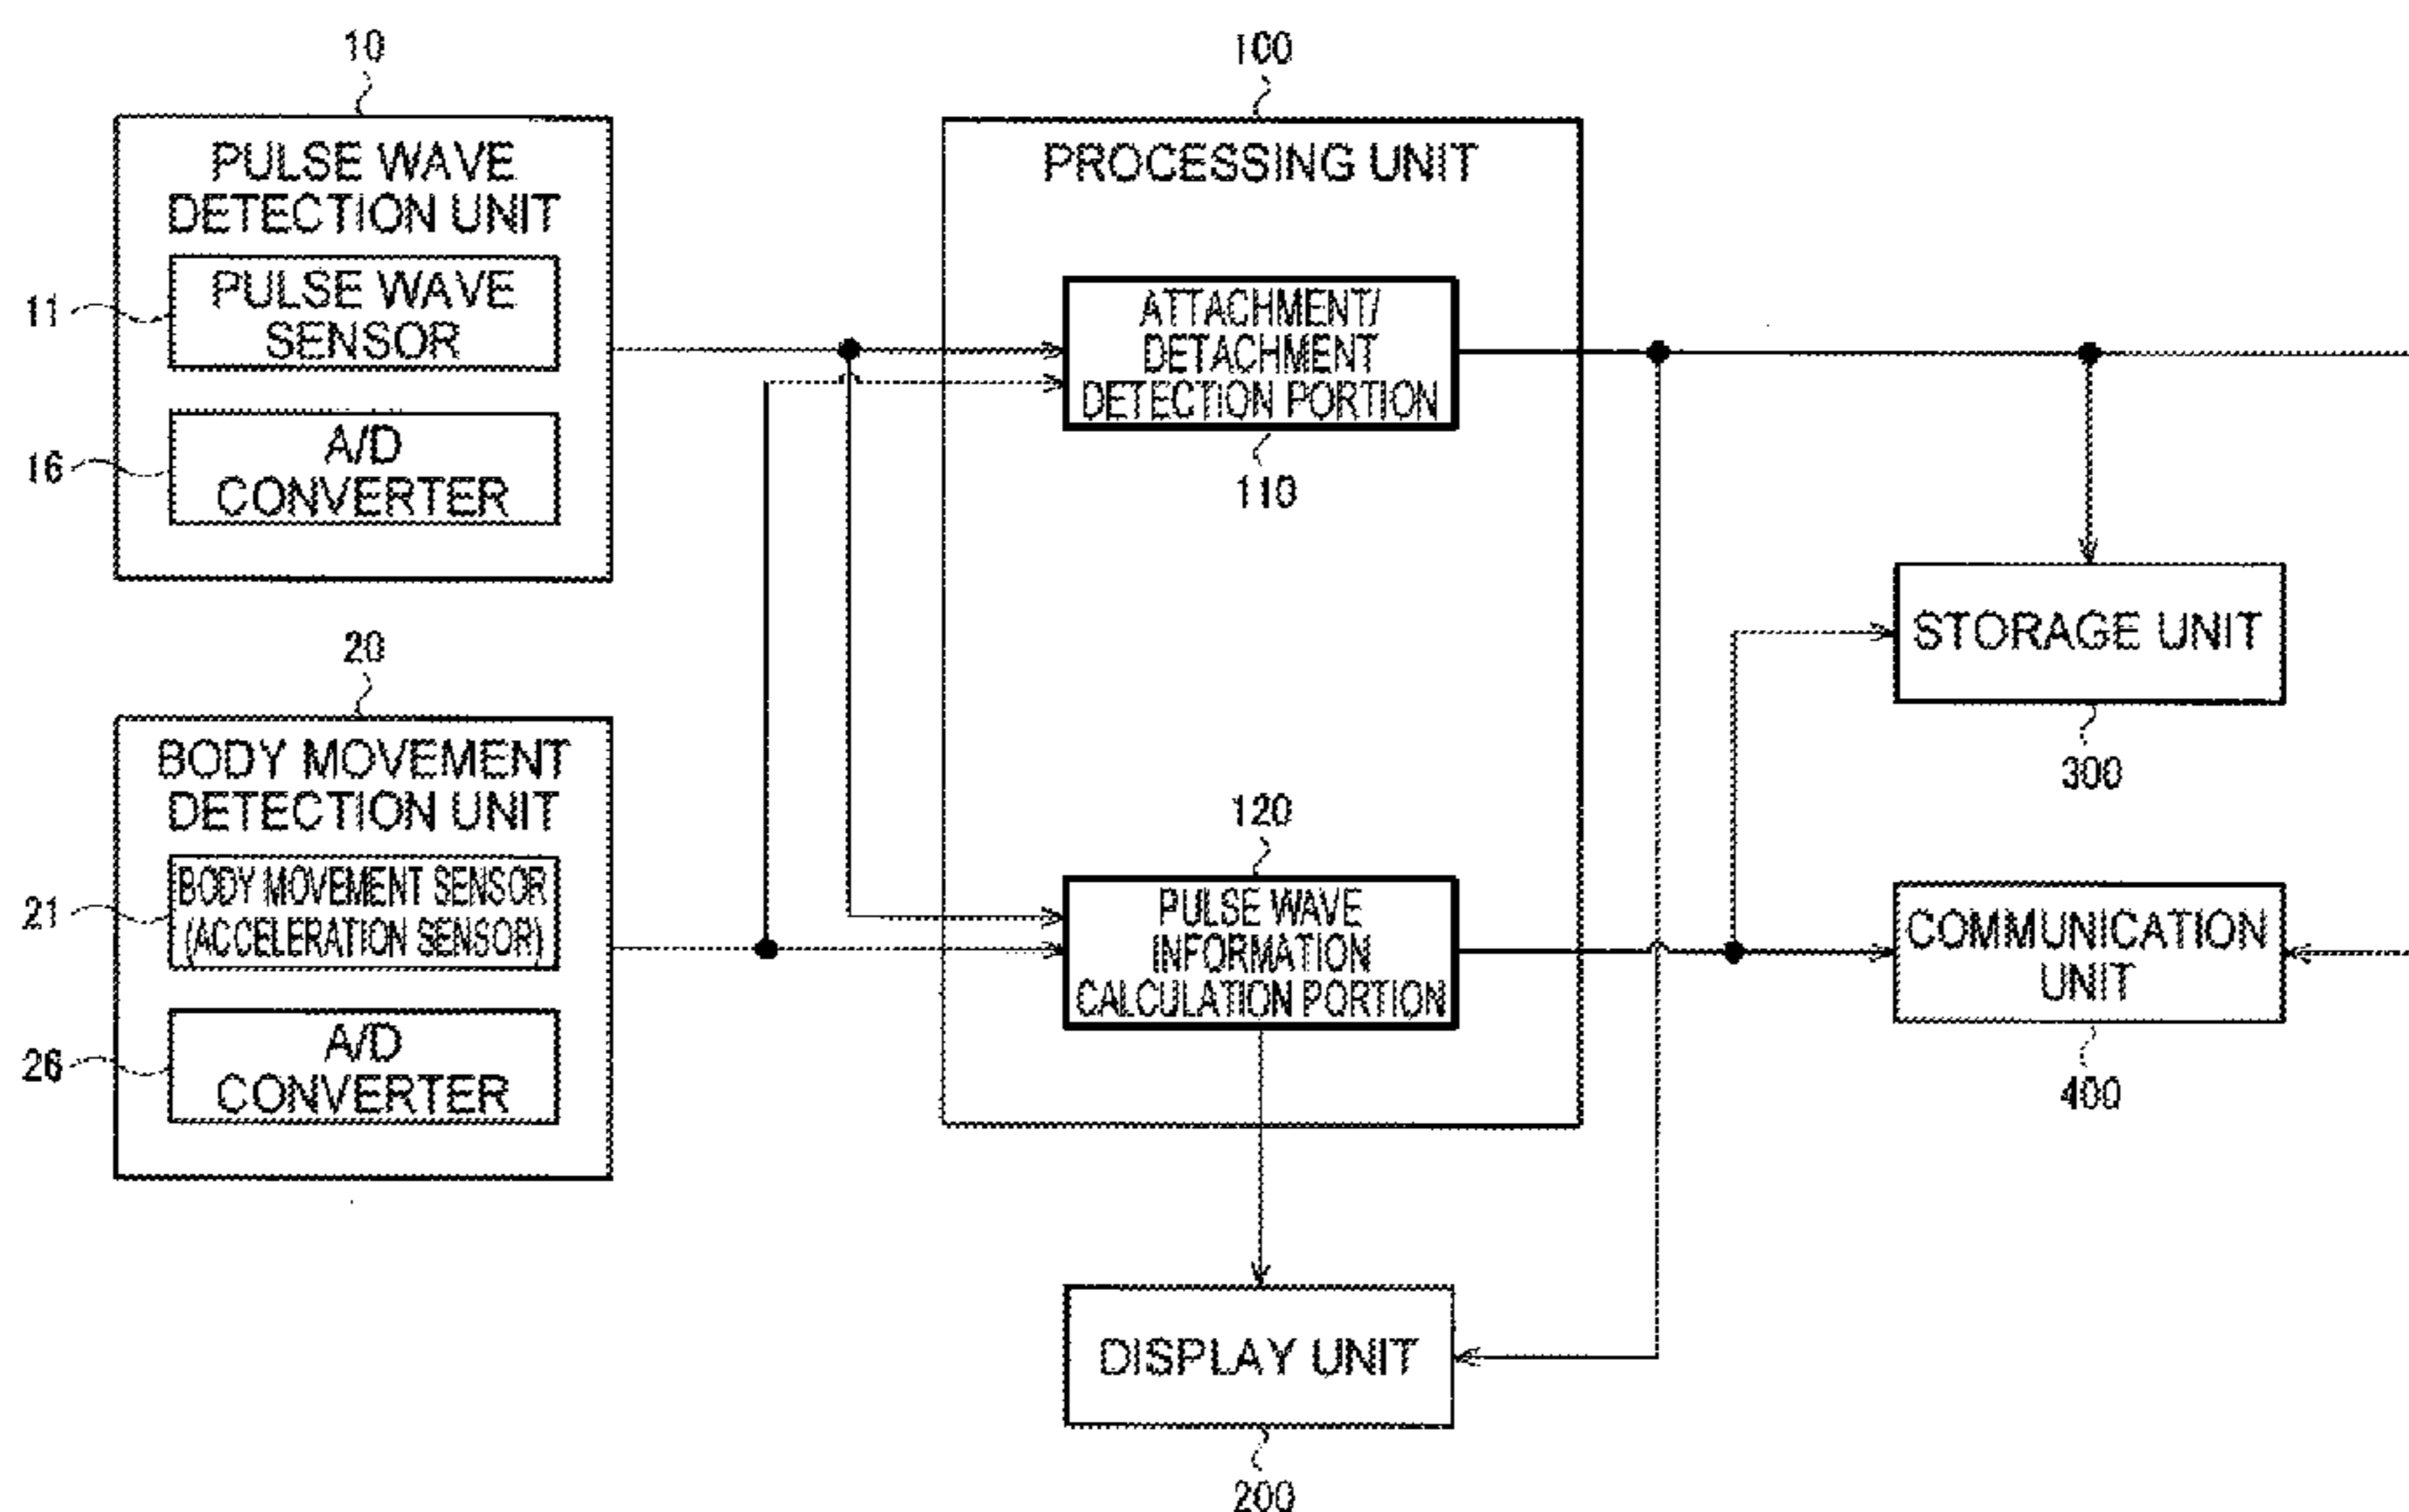 10
PULSE WAVE
DETECTION UNIT
11
PULSE WAVE
SENSOR
16
A/D
CONVERTER
20
BODY MOVEMENT
DETECTION UNIT
21
BODY MOVEMENT SENSOR
(ACCELERATION SENSOR)
26
A/D
CONVERTER
100
PROCESSING UNIT
ATTACHMENT/
DETACHMENT
DETECTION PORTION
110
120
PULSE WAVE
INFORMATION
CALCULATION PORTION
DISPLAY UNIT
200
STORAGE UNIT
300
COMMUNICATION
UNIT
400